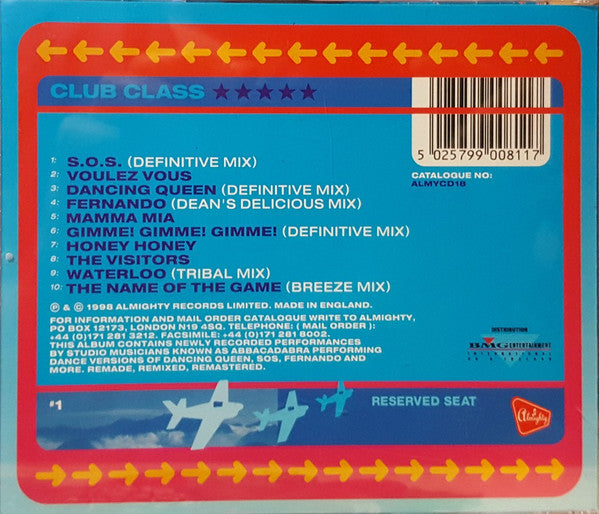 CLUB CLASS ★★★★★
5 025799 008117
CATALOGUE NO:
ALMYCD18
1: S.O.S. (DEFINITIVE MIX)
2: VOULEZ VOUS
3: DANCING QUEEN (DEFINITIVE MIX)
4: FERNANDO (DEAN'S DELICIOUS MIX)
5: MAMMA MIA
6: GIMME! GIMME! GIMME! (DEFINITIVE MIX)
7: HONEY HONEY
8: THE VISITORS
9: WATERLOO (TRIBAL MIX)
10: THE NAME OF THE GAME (BREEZE MIX)
℗ & © 1998 ALMIGHTY RECORDS LIMITED. MADE IN ENGLAND.
FOR INFORMATION AND MAIL ORDER CATALOGUE WRITE TO ALMIGHTY,
PO BOX 12173, LONDON N19 4SQ. TELEPHONE: ( MAIL ORDER ):
+44 (0)171 281 3212. FACSIMILE: +44 (0)171 281 8002.
THIS ALBUM CONTAINS NEWLY RECORDED PERFORMANCES
BY STUDIO MUSICIANS KNOWN AS ABBACADABRA PERFORMING
DANCE VERSIONS OF DANCING QUEEN, SOS, FERNANDO AND
MORE. REMADE, REMIXED, REMASTERED.
DISTRIBUTION
BMG ENTERTAINMENT
INTERNATIONAL
#1
RESERVED SEAT
almighty